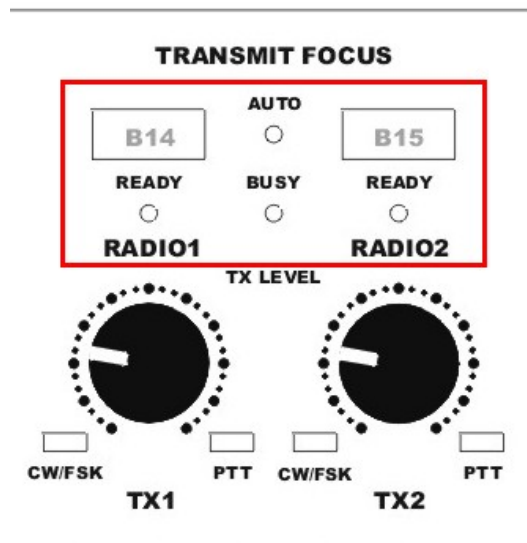 TRANSMIT FOCUS
AUTO
B14 B15
READY BUSY READY
RADIO1 RADIO2
TX LEVEL
CW/FSK PTT CW/FSK PTT
TX1 TX2